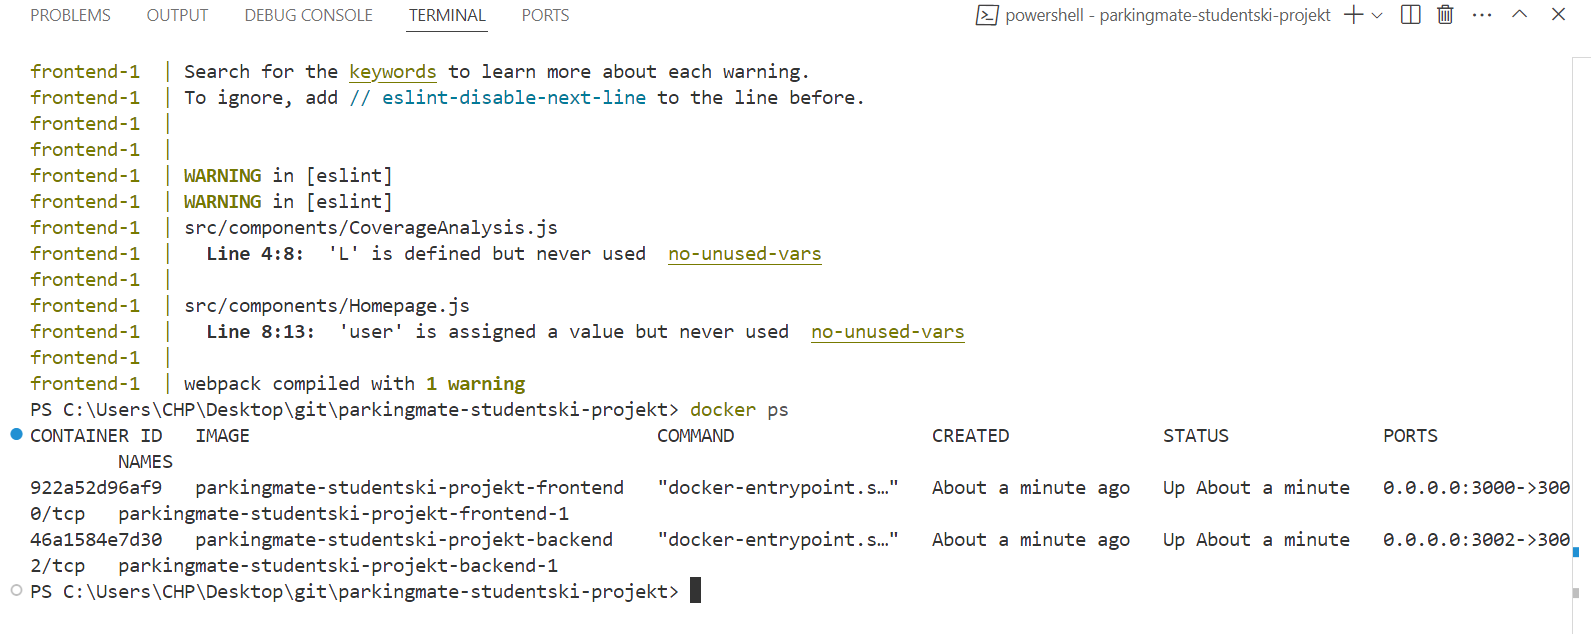 PROBLEMS OUTPUT DEBUG CONSOLE TERMINAL PORTS powershell - parkingmate-studentski-projekt
frontend-1 | Search for the keywords to learn more about each warning.
frontend-1 | To ignore, add // eslint-disable-next-line to the line before.
frontend-1 |
frontend-1 |
frontend-1 | WARNING in [eslint]
frontend-1 | WARNING in [eslint]
frontend-1 | src/components/CoverageAnalysis.js
frontend-1 | Line 4:8: 'L' is defined but never used no-unused-vars
frontend-1 |
frontend-1 | src/components/Homepage.js
frontend-1 | Line 8:13: 'user' is assigned a value but never used no-unused-vars
frontend-1 |
frontend-1 | webpack compiled with 1 warning
PS C:\Users\CHP\Desktop\git\parkingmate-studentski-projekt> docker ps
CONTAINER ID IMAGE COMMAND CREATED STATUS PORTS
NAMES
922a52d96af9 parkingmate-studentski-projekt-frontend "docker-entrypoint.s…" About a minute ago Up About a minute 0.0.0.0:3000->300
0/tcp parkingmate-studentski-projekt-frontend-1
46a1584e7d30 parkingmate-studentski-projekt-backend "docker-entrypoint.s…" About a minute ago Up About a minute 0.0.0.0:3002->300
2/tcp parkingmate-studentski-projekt-backend-1
PS C:\Users\CHP\Desktop\git\parkingmate-studentski-projekt>